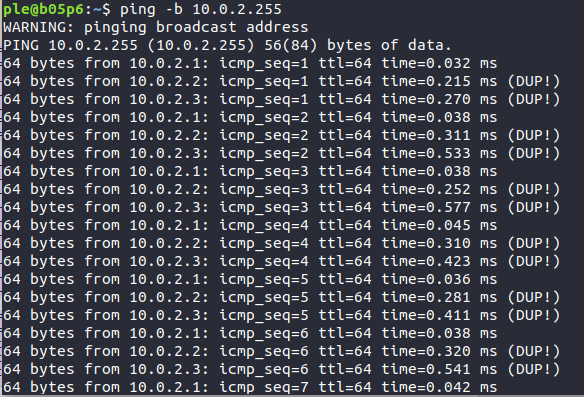 ple@b05p6:~$ ping -b 10.0.2.255
WARNING: pinging broadcast address
PING 10.0.2.255 (10.0.2.255) 56(84) bytes of data.
64 bytes from 10.0.2.1: icmp_seq=1 ttl=64 time=0.032 ms
64 bytes from 10.0.2.2: icmp_seq=1 ttl=64 time=0.215 ms (DUP!)
64 bytes from 10.0.2.3: icmp_seq=1 ttl=64 time=0.270 ms (DUP!)
64 bytes from 10.0.2.1: icmp_seq=2 ttl=64 time=0.038 ms
64 bytes from 10.0.2.2: icmp_seq=2 ttl=64 time=0.311 ms (DUP!)
64 bytes from 10.0.2.3: icmp_seq=2 ttl=64 time=0.533 ms (DUP!)
64 bytes from 10.0.2.1: icmp_seq=3 ttl=64 time=0.038 ms
64 bytes from 10.0.2.2: icmp_seq=3 ttl=64 time=0.252 ms (DUP!)
64 bytes from 10.0.2.3: icmp_seq=3 ttl=64 time=0.577 ms (DUP!)
64 bytes from 10.0.2.1: icmp_seq=4 ttl=64 time=0.045 ms
64 bytes from 10.0.2.2: icmp_seq=4 ttl=64 time=0.310 ms (DUP!)
64 bytes from 10.0.2.3: icmp_seq=4 ttl=64 time=0.423 ms (DUP!)
64 bytes from 10.0.2.1: icmp_seq=5 ttl=64 time=0.036 ms
64 bytes from 10.0.2.2: icmp_seq=5 ttl=64 time=0.281 ms (DUP!)
64 bytes from 10.0.2.3: icmp_seq=5 ttl=64 time=0.411 ms (DUP!)
64 bytes from 10.0.2.1: icmp_seq=6 ttl=64 time=0.038 ms
64 bytes from 10.0.2.2: icmp_seq=6 ttl=64 time=0.320 ms (DUP!)
64 bytes from 10.0.2.3: icmp_seq=6 ttl=64 time=0.541 ms (DUP!)
64 bytes from 10.0.2.1: icmp_seq=7 ttl=64 time=0.042 ms